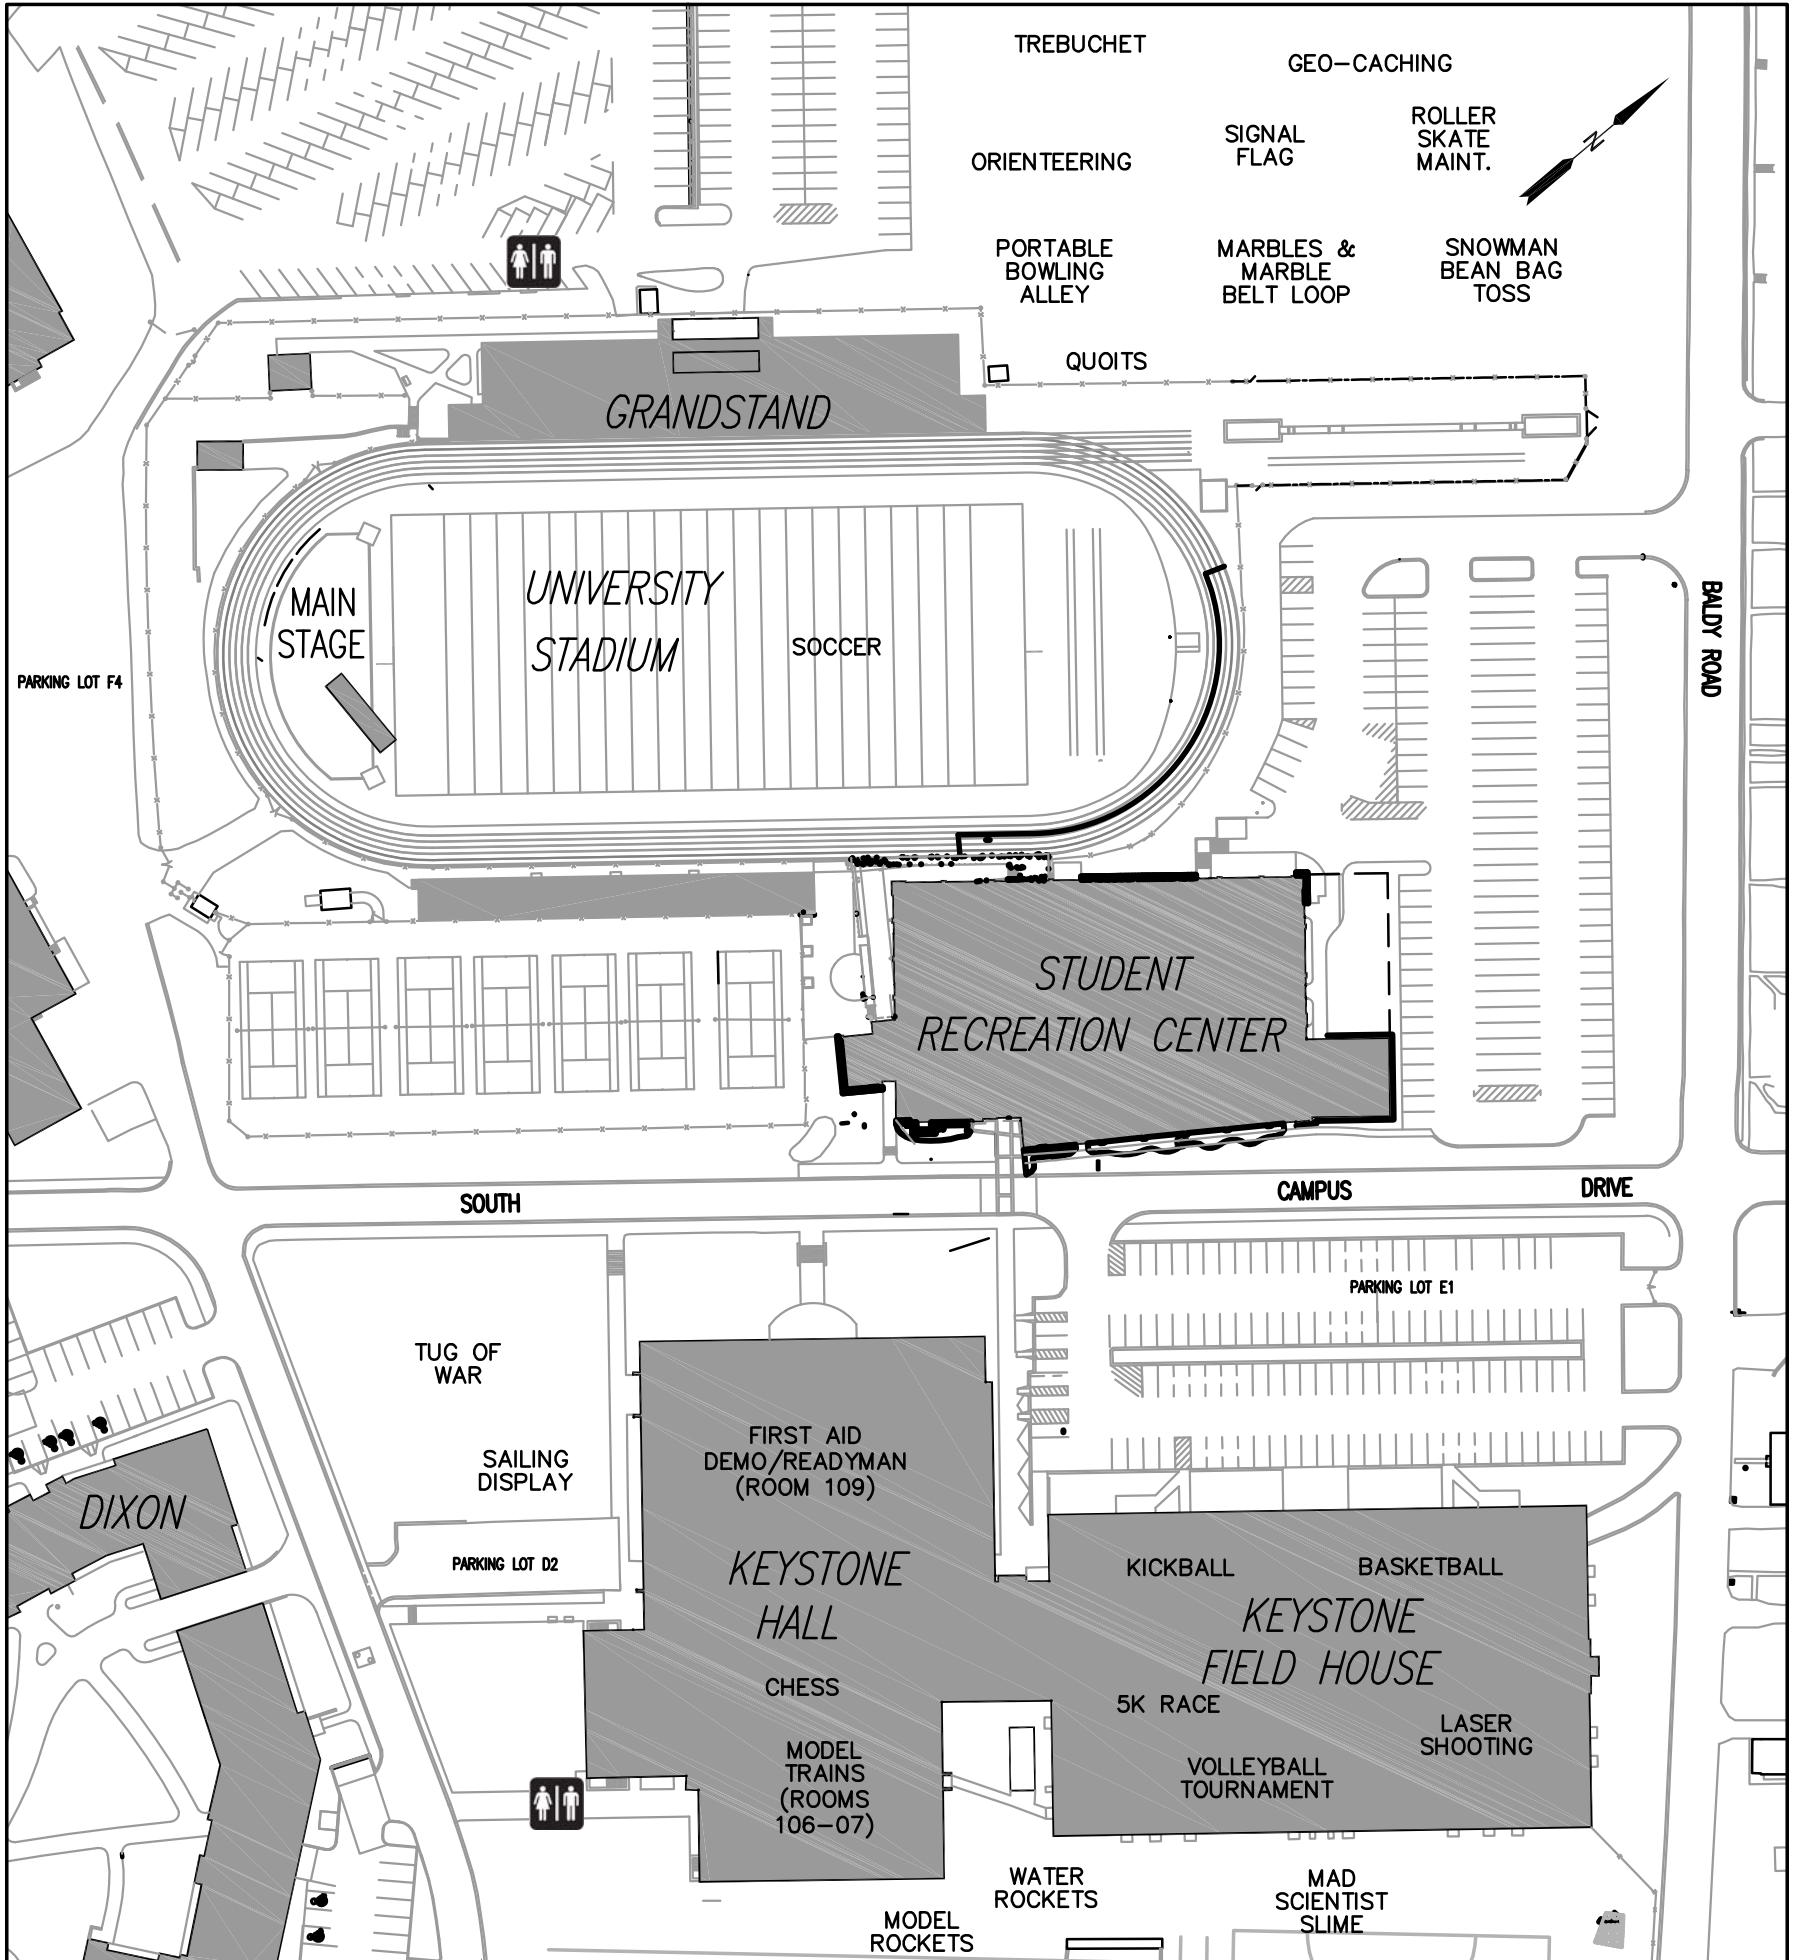 TREBUCHET
GEO-CACHING
ROLLER
SKATE
MAINT.
SIGNAL
FLAG
ORIENTEERING
N
PORTABLE
BOWLING
ALLEY
MARBLES &
MARBLE
BELT LOOP
SNOWMAN
BEAN BAG
TOSS
QUOITS
GRANDSTAND
MAIN
STAGE
UNIVERSITY
STADIUM
SOCCER
BALDY ROAD
PARKING LOT F4
STUDENT
RECREATION CENTER
SOUTH
CAMPUS
DRIVE
PARKING LOT E1
TUG OF
WAR
SAILING
DISPLAY
FIRST AID
DEMO/READYMAN
(ROOM 109)
DIXON
PARKING LOT D2
KEYSTONE
HALL
KICKBALL
BASKETBALL
KEYSTONE
FIELD HOUSE
CHESS
5K RACE
LASER
SHOOTING
MODEL
TRAINS
(ROOMS
106-07)
VOLLEYBALL
TOURNAMENT
WATER
ROCKETS
MAD
SCIENTIST
SLIME
MODEL
ROCKETS